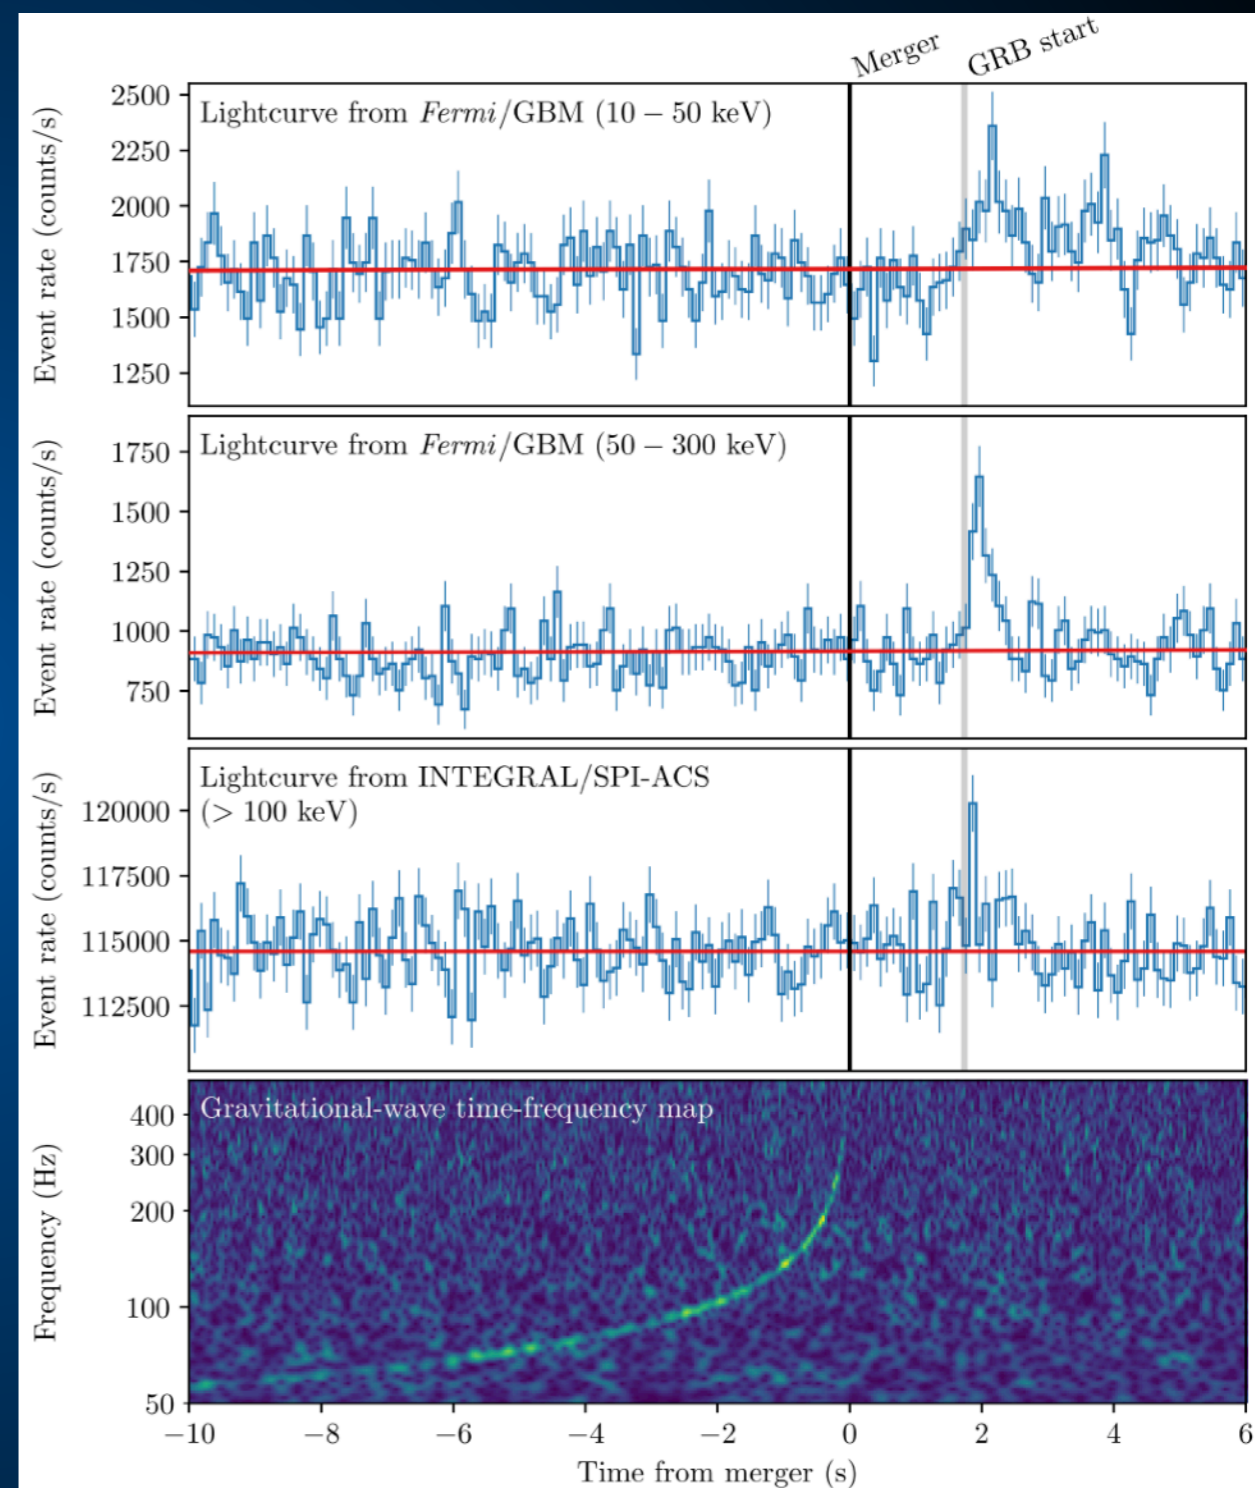 Merger
GRB start
Lightcurve from Fermi/GBM (10 – 50 keV)
Event rate (counts/s)
2500
2250
2000
1750
1500
1250
Lightcurve from Fermi/GBM (50 – 300 keV)
Event rate (counts/s)
1750
1500
1250
1000
750
Lightcurve from INTEGRAL/SPI-ACS
(> 100 keV)
Event rate (counts/s)
120000
117500
115000
112500
Gravitational-wave time-frequency map
Frequency (Hz)
400
300
200
100
50
−10 −8 −6 −4 −2 0 2 4 6
Time from merger (s)